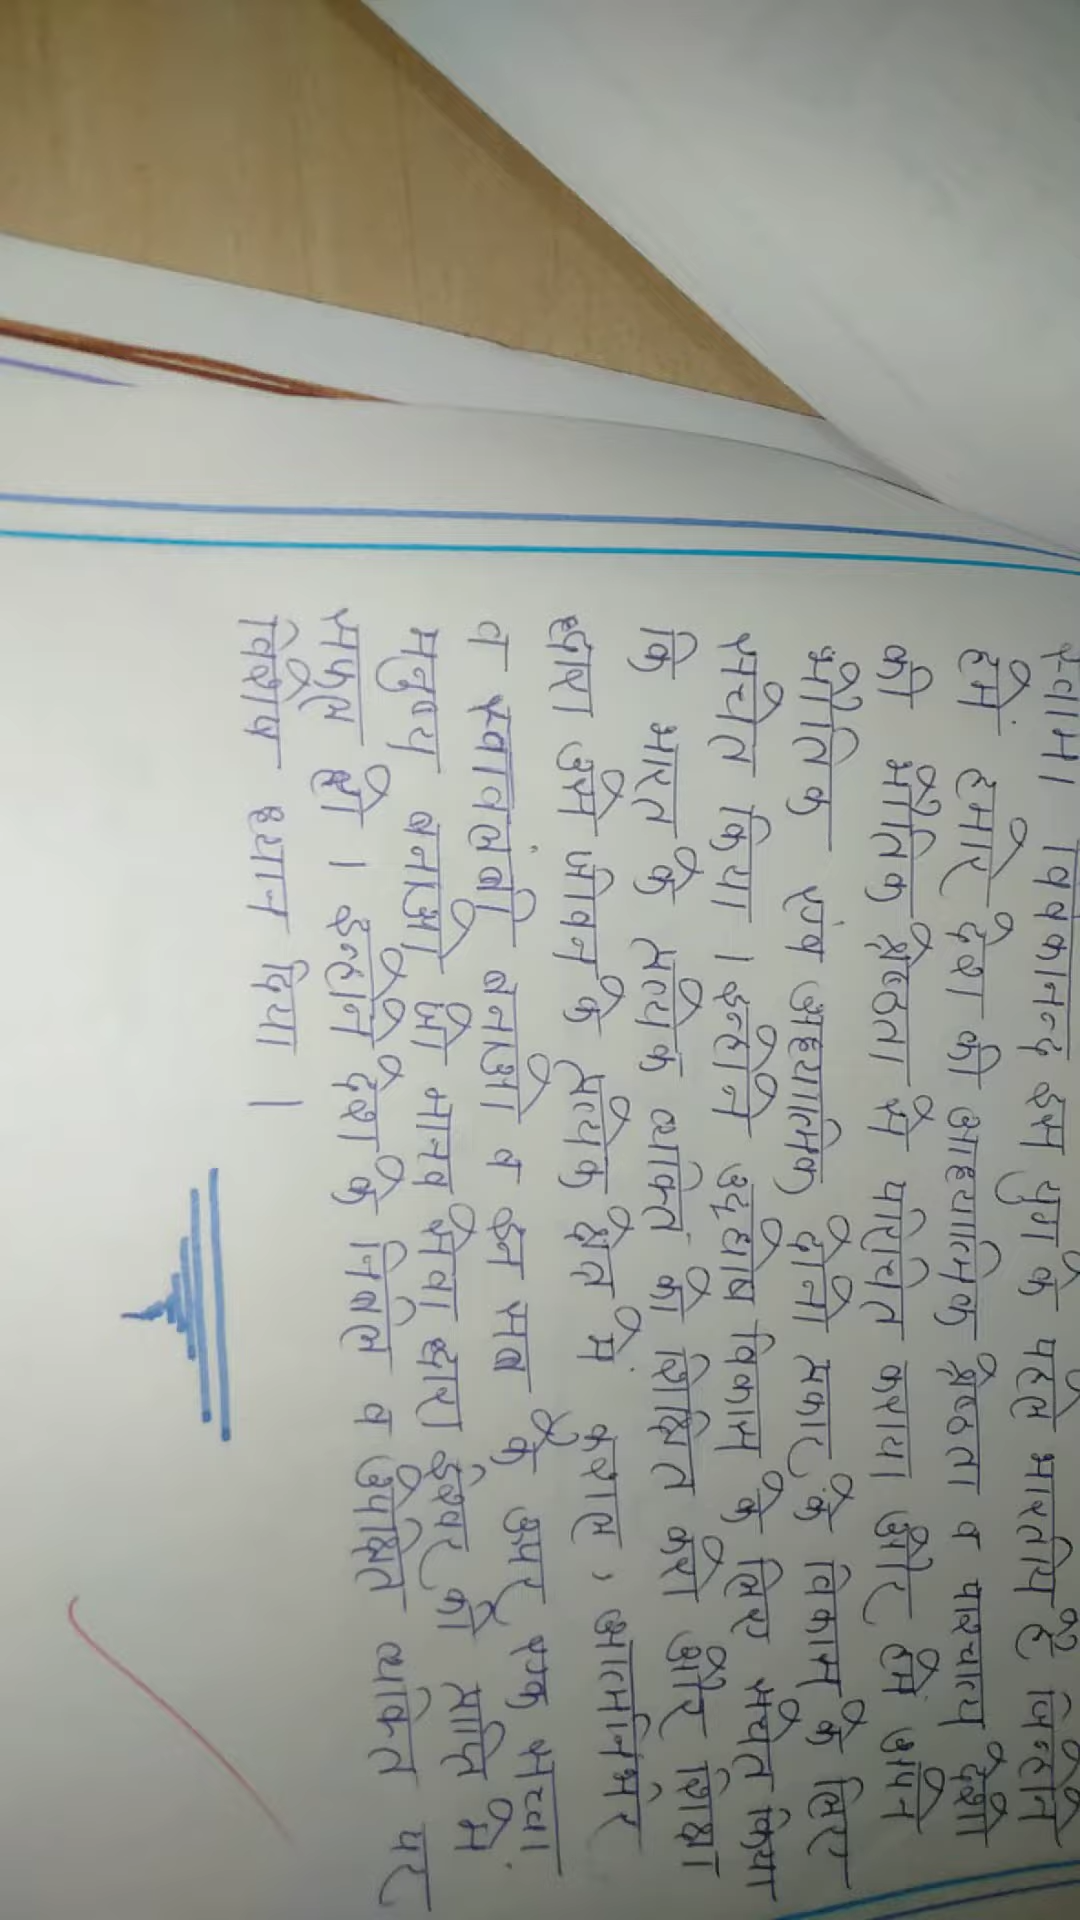 स्वामी विवेकानन्द इस युग के पहले भारतीय है जिन्होंने
हमें हमारे देश की आध्यात्मिक श्रेष्ठता व पाश्चात्य देशों
की भौतिक श्रेष्ठता से परिचित कराया और हमें अपने
भौतिक एंव अध्यात्मिक दोनों प्रकार के विकास के लिए
सचेत किया । इन्होंने उद्घोष विकास के लिए सचेत किया
कि भारत के प्रत्येक व्यक्ति को शिक्षित करो और शिक्षा
द्वारा उसे जीवन के प्रत्येक क्षेत्र में कुशल , आत्मनिर्भर
व स्वावलंबी बनाओ व इन सब के ऊपर एक सच्चा
मनुष्य बनाओ जो मानव सेवा द्वारा ईश्वर की प्राप्ति में
सफल हो । इन्होंने देश के निर्बल व उपेक्षित व्यक्ति पर
विशेष ध्यान दिया ।